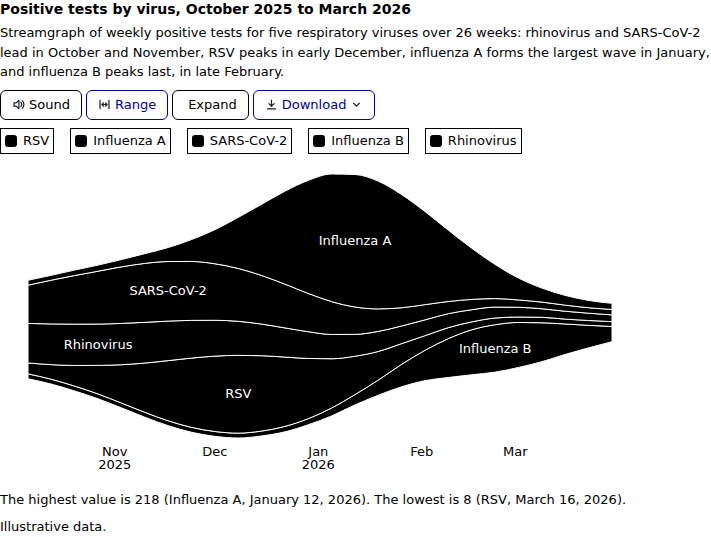 Positive tests by virus, October 2025 to March 2026
Streamgraph of weekly positive tests for five respiratory viruses over 26 weeks: rhinovirus and SARS-CoV-2
lead in October and November, RSV peaks in early December, influenza A forms the largest wave in January,
and influenza B peaks last, in late February.
Sound Range Expand Download
RSV Influenza A SARS-CoV-2 Influenza B Rhinovirus
Influenza A
SARS-CoV-2
Rhinovirus
Influenza B
RSV
Nov Dec Jan Feb Mar
2025 2026
The highest value is 218 (Influenza A, January 12, 2026). The lowest is 8 (RSV, March 16, 2026).
Illustrative data.